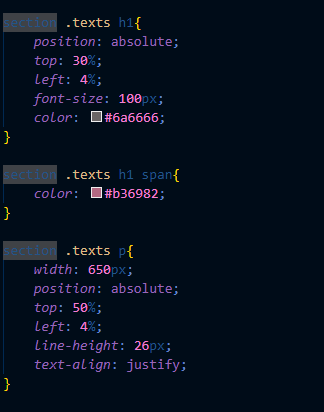 section .texts h1{
position: absolute;
top: 30%;
left: 4%;
font-size: 100px;
color: #6a6666;
}
section .texts h1 span{
color: #b36982;
}
section .texts p{
width: 650px;
position: absolute;
top: 50%;
left: 4%;
line-height: 26px;
text-align: justify;
}